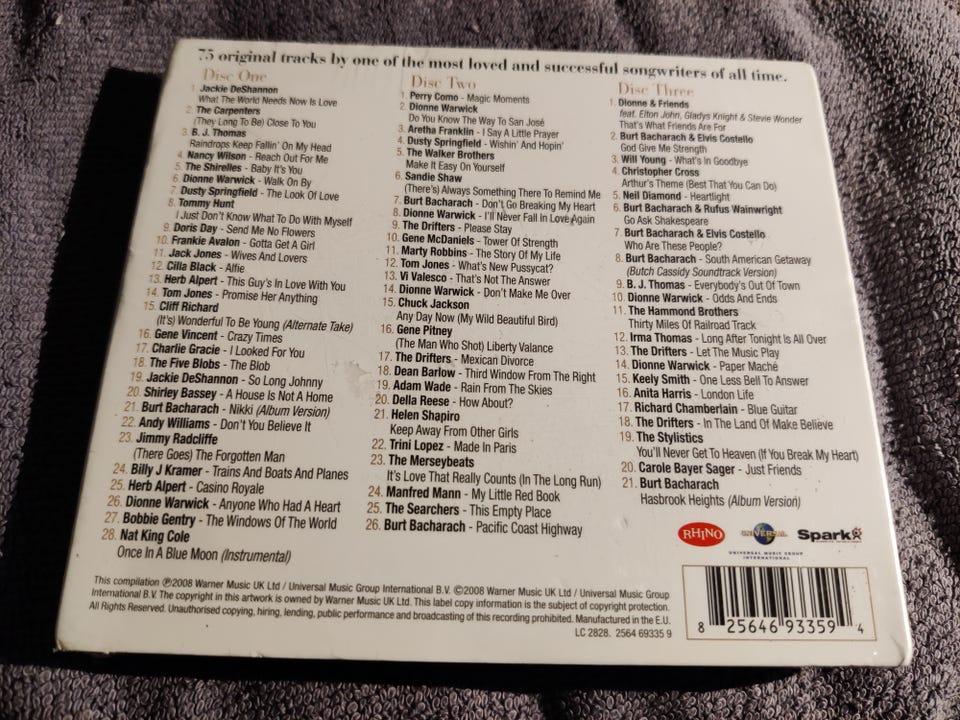 75 original tracks by one of the most loved and successful songwriters of all time.
Disc One
1. Jackie DeShannon
What The World Needs Now Is Love
2. The Carpenters
(They Long To Be) Close To You
3. B. J. Thomas
Raindrops Keep Fallin' On My Head
4. Nancy Wilson - Reach Out For Me
5. The Shirelles - Baby It's You
6. Dionne Warwick - Walk On By
7. Dusty Springfield - The Look Of Love
8. Tommy Hunt
I Just Don't Know What To Do With Myself
9. Doris Day - Send Me No Flowers
10. Frankie Avalon - Gotta Get A Girl
11. Jack Jones - Wives And Lovers
12. Cilla Black - Alfie
13. Herb Alpert - This Guy's In Love With You
14. Tom Jones - Promise Her Anything
15. Cliff Richard
(It's) Wonderful To Be Young (Alternate Take)
16. Gene Vincent - Crazy Times
17. Charlie Gracie - I Looked For You
18. The Five Blobs - The Blob
19. Jackie DeShannon - So Long Johnny
20. Shirley Bassey - A House Is Not A Home
21. Burt Bacharach - Nikki (Album Version)
22. Andy Williams - Don't You Believe It
23. Jimmy Radcliffe
(There Goes) The Forgotten Man
24. Billy J Kramer - Trains And Boats And Planes
25. Herb Alpert - Casino Royale
26. Dionne Warwick - Anyone Who Had A Heart
27. Bobbie Gentry - The Windows Of The World
28. Nat King Cole
Once In A Blue Moon (Instrumental)
Disc Two
1. Perry Como - Magic Moments
2. Dionne Warwick
Do You Know The Way To San José
3. Aretha Franklin - I Say A Little Prayer
4. Dusty Springfield - Wishin' And Hopin'
5. The Walker Brothers
Make It Easy On Yourself
6. Sandie Shaw
(There's) Always Something There To Remind Me
7. Burt Bacharach - Don't Go Breaking My Heart
8. Dionne Warwick - I'll Never Fall In Love Again
9. The Drifters - Please Stay
10. Gene McDaniels - Tower Of Strength
11. Marty Robbins - The Story Of My Life
12. Tom Jones - What's New Pussycat?
13. Vi Valesco - That's Not The Answer
14. Dionne Warwick - Don't Make Me Over
15. Chuck Jackson
Any Day Now (My Wild Beautiful Bird)
16. Gene Pitney
(The Man Who Shot) Liberty Valance
17. The Drifters - Mexican Divorce
18. Dean Barlow - Third Window From The Right
19. Adam Wade - Rain From The Skies
20. Della Reese - How About?
21. Helen Shapiro
Keep Away From Other Girls
22. Trini Lopez - Made In Paris
23. The Merseybeats
It's Love That Really Counts (In The Long Run)
24. Manfred Mann - My Little Red Book
25. The Searchers - This Empty Place
26. Burt Bacharach - Pacific Coast Highway
Disc Three
1. Dionne & Friends
feat. Elton John, Gladys Knight & Stevie Wonder
That's What Friends Are For
2. Burt Bacharach & Elvis Costello
God Give Me Strength
3. Will Young - What's In Goodbye
4. Christopher Cross
Arthur's Theme (Best That You Can Do)
5. Neil Diamond - Heartlight
6. Burt Bacharach & Rufus Wainwright
Go Ask Shakespeare
7. Burt Bacharach & Elvis Costello
Who Are These People?
8. Burt Bacharach - South American Getaway
(Butch Cassidy Soundtrack Version)
9. B. J. Thomas - Everybody's Out Of Town
10. Dionne Warwick - Odds And Ends
11. The Hammond Brothers
Thirty Miles Of Railroad Track
12. Irma Thomas - Long After Tonight Is All Over
13. The Drifters - Let The Music Play
14. Dionne Warwick - Paper Maché
15. Keely Smith - One Less Bell To Answer
16. Anita Harris - London Life
17. Richard Chamberlain - Blue Guitar
18. The Drifters - In The Land Of Make Believe
19. The Stylistics
You'll Never Get To Heaven (If You Break My Heart)
20. Carole Bayer Sager - Just Friends
21. Burt Bacharach
Hasbrook Heights (Album Version)
RHINO
UNIVERSAL
UNIVERSAL MUSIC GROUP
INTERNATIONAL
Spark
This compilation ℗2008 Warner Music UK Ltd / Universal Music Group International B.V. ©2008 Warner Music UK Ltd / Universal Music Group
International B.V. The copyright in this artwork is owned by Warner Music UK Ltd. This label copy information is the subject of copyright protection.
All Rights Reserved. Unauthorised copying, hiring, lending, public performance and broadcasting of this recording prohibited. Manufactured in the E.U.
LC 2828. 2564 69335 9
8 25646 93359 4